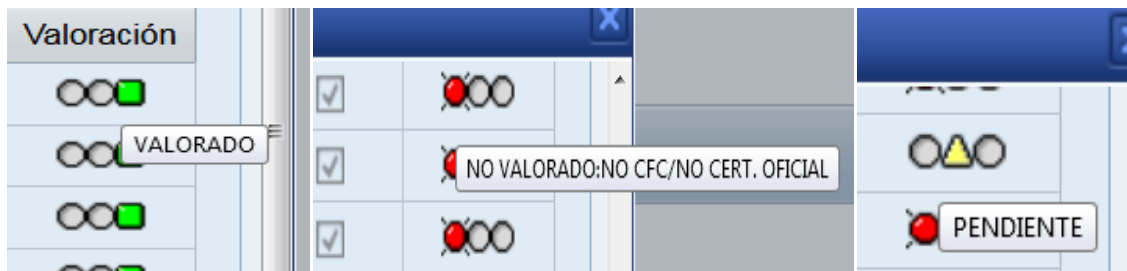 Valoración
VALORADO
NO VALORADO:NO CFC/NO CERT. OFICIAL
PENDIENTE